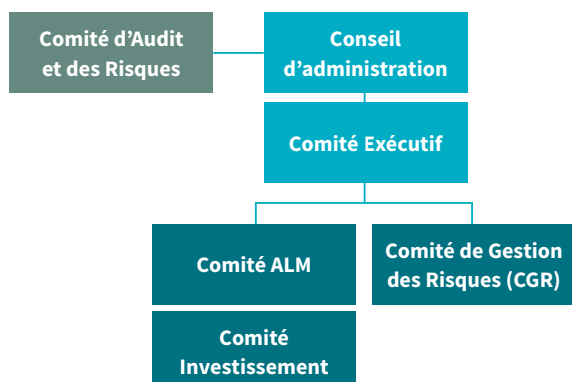 Comité d’Audit
et des Risques
Conseil
d’administration
Comité Exécutif
Comité ALM
Comité de Gestion
des Risques (CGR)
Comité
Investissement